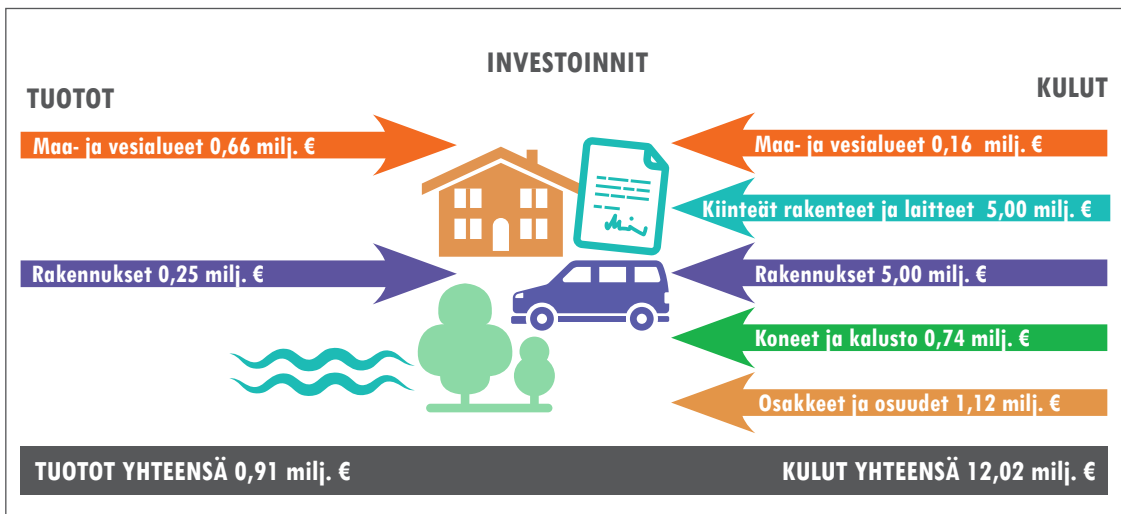 INVESTOINNIT
TUOTOT
KULUT
Maa- ja vesialueet 0,66 milj. €
Maa- ja vesialueet 0,16 milj. €
Kiinteät rakenteet ja laitteet 5,00 milj. €
Rakennukset 0,25 milj. €
Rakennukset 5,00 milj. €
Koneet ja kalusto 0,74 milj. €
Osakkeet ja osuudet 1,12 milj. €
TUOTOT YHTEENSÄ 0,91 milj. €
KULUT YHTEENSÄ 12,02 milj. €